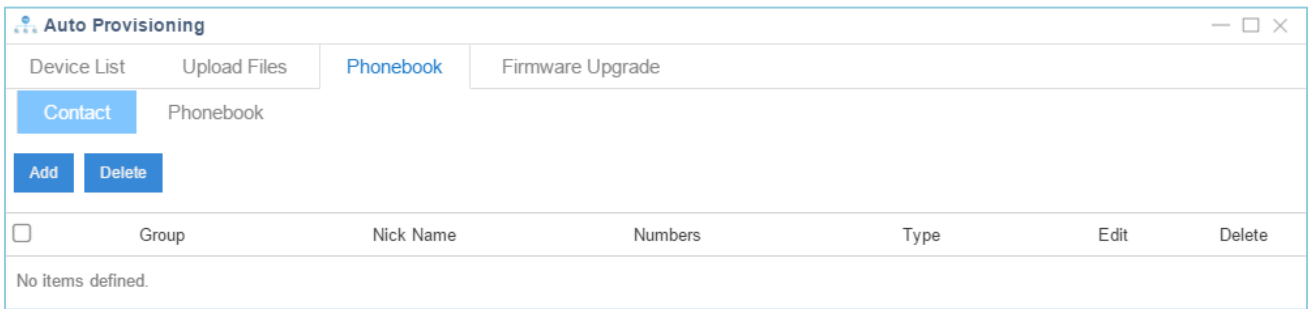 Auto Provisioning
Device List Upload Files Phonebook Firmware Upgrade
Contact Phonebook
Add Delete
Group Nick Name Numbers Type Edit Delete
No items defined.